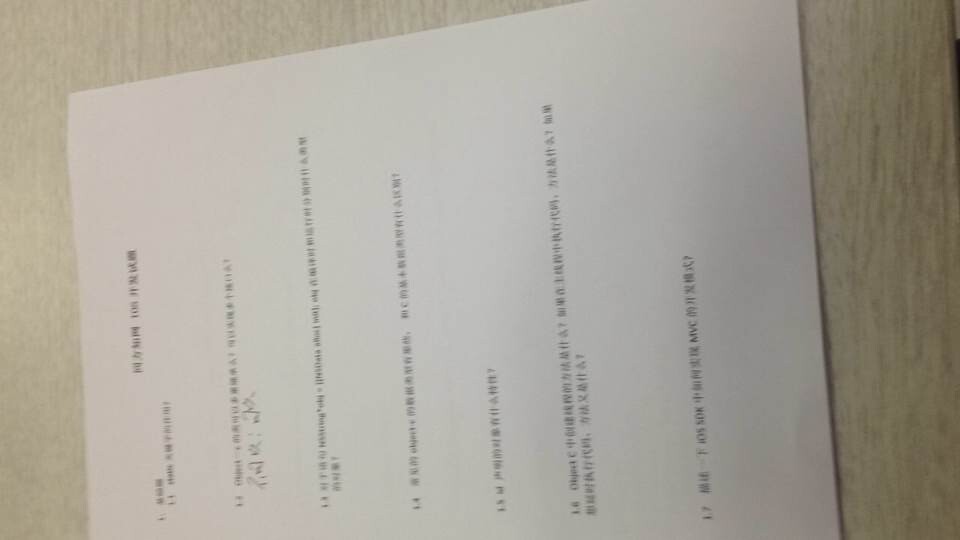 同方知网 IOS 开发试题
1. 基础题
1.1 static 关键字的作用?
1.2 Object－c 的类可以多重继承么？可以实现多个接口么?
不可以；可以
1.3 对于语句 NSString*obj = [[NSData alloc] init]; obj 在编译时和运行时分别时什么类型
的对象？
1.4 常见的 object-c 的数据类型有那些， 和 C 的基本数据类型有什么区别?
1.5 id 声明的对象有什么特性?
1.6 Object C 中创建线程的方法是什么？如果在主线程中执行代码，方法是什么？如果
想延时执行代码，方法又是什么?
1.7 描述一下 iOS SDK 中如何实现 MVC 的开发模式?